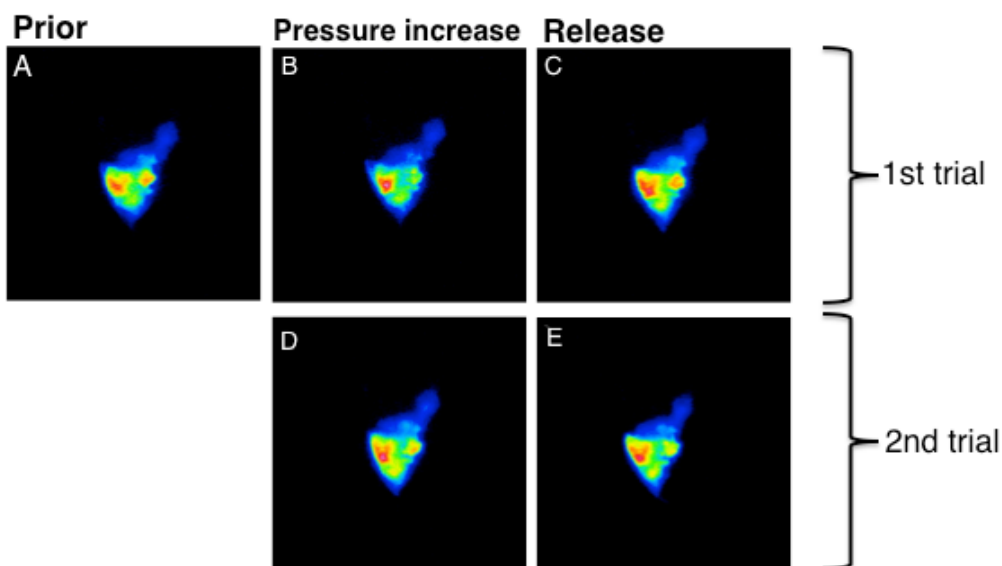 Prior
Pressure increase
Release
A
B
C
1st trial
D
E
2nd trial